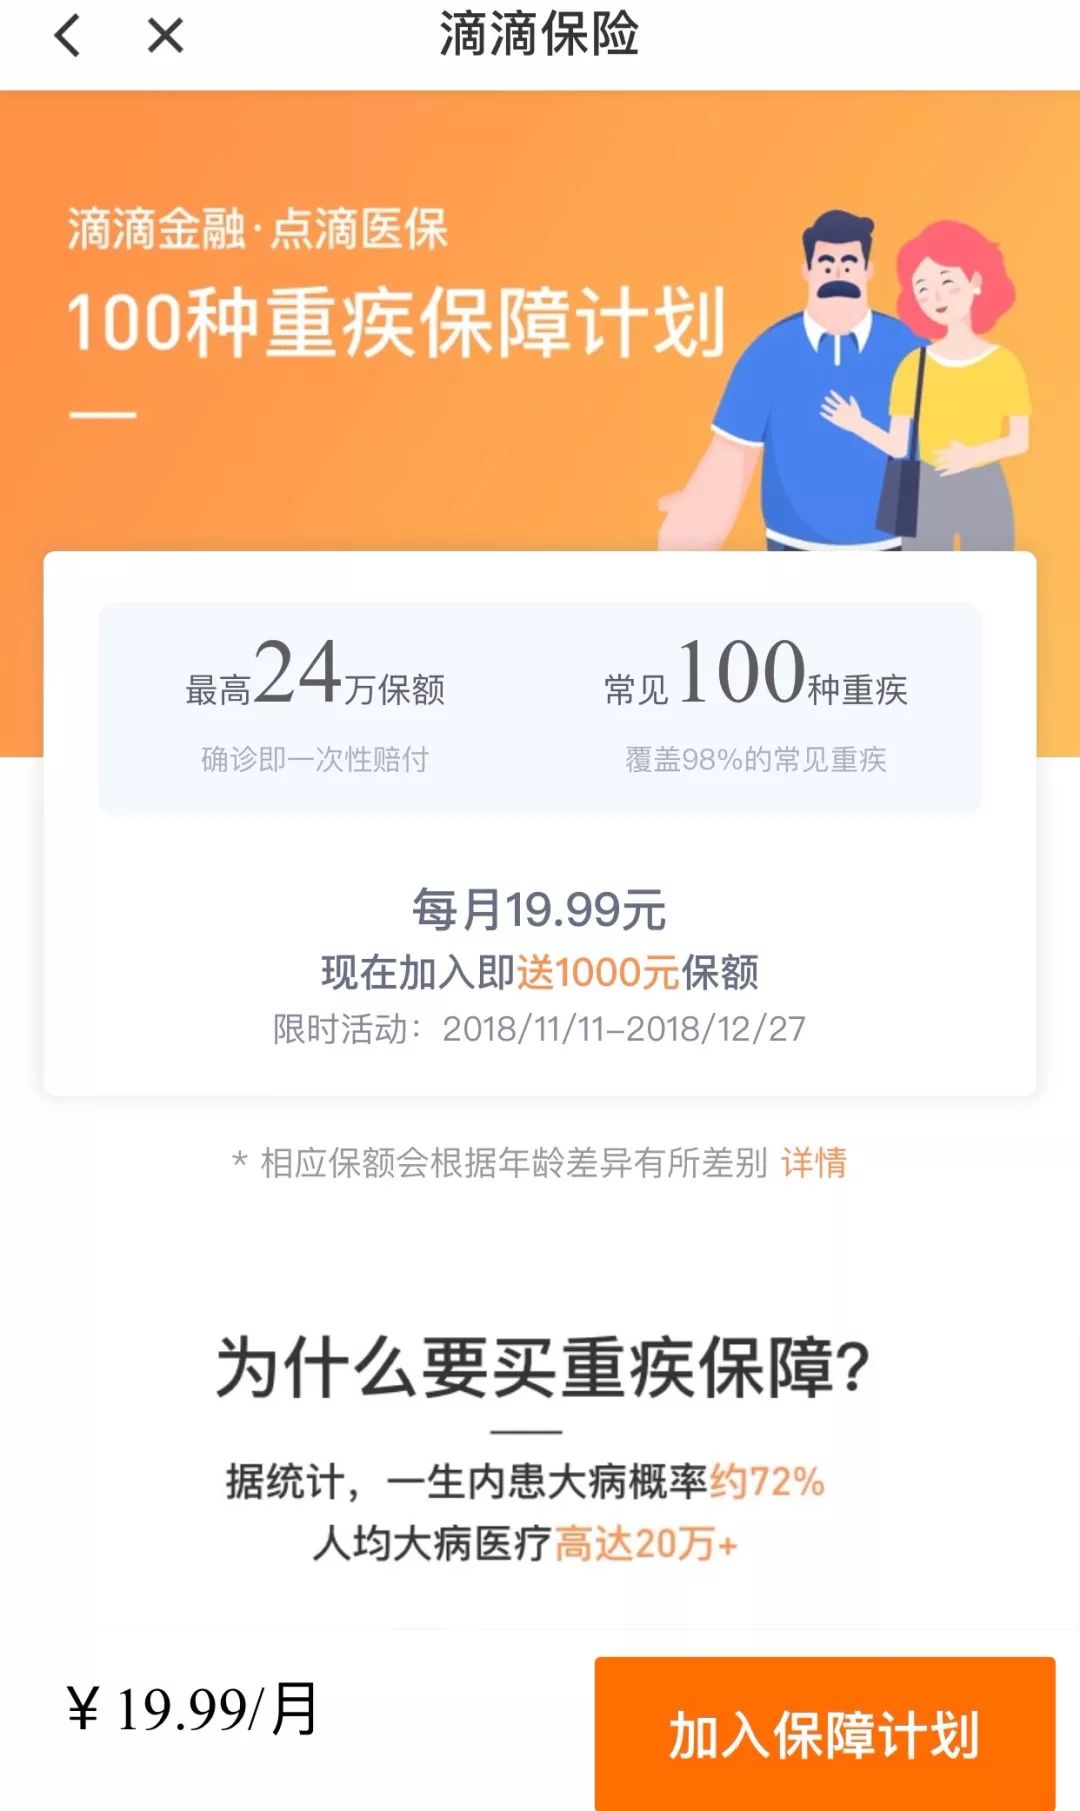 滴滴保险
滴滴金融·点滴医保
100种重疾保障计划
最高24万保额
常见100种重疾
确诊即一次性赔付
覆盖98%的常见重疾
每月19.99元
现在加入即送1000元保额
限时活动：2018/11/11-2018/12/27
* 相应保额会根据年龄差异有所差别 详情
为什么要买重疾保障?
据统计，一生内患大病概率约72%
人均大病医疗高达20万+
¥ 19.99/月
加入保障计划